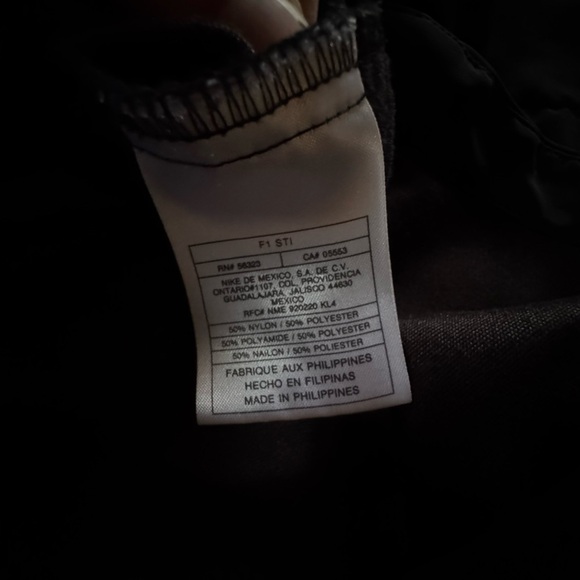 F1 STI
RN# 56323 CA# 05553
NIKE DE MEXICO, S.A. DE C.V.
ONTARIO#1107, COL. PROVIDENCIA
GUADALAJARA, JALISCO 44630
MEXICO
RFC# NME 920220 KL4
50% NYLON / 50% POLYESTER
50% POLYAMIDE / 50% POLYESTER
50% NAILON / 50% POLIESTER
FABRIQUE AUX PHILIPPINES
HECHO EN FILIPINAS
MADE IN PHILIPPINES